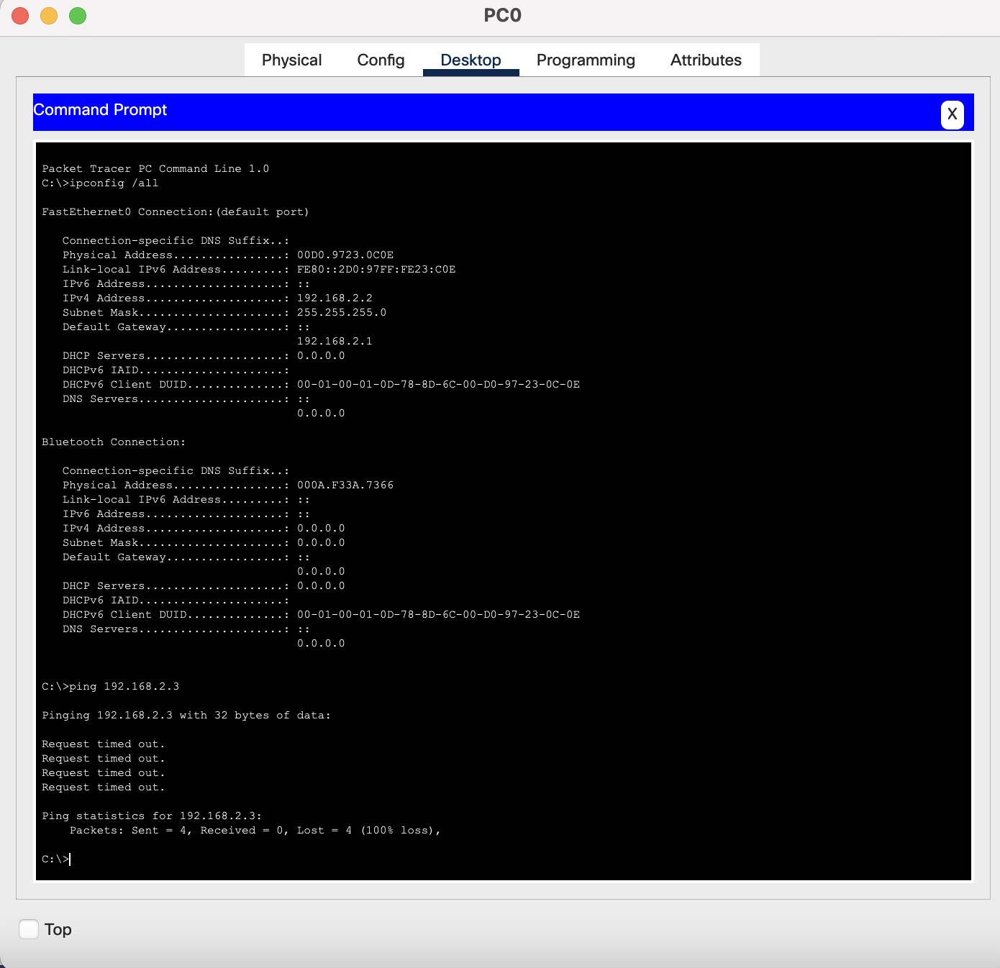 PC0
Physical Config Desktop Programming Attributes
Command Prompt
X
Packet Tracer PC Command Line 1.0
C:\>ipconfig /all
FastEthernet0 Connection:(default port)
Connection-specific DNS Suffix..:
Physical Address................: 00D0.9723.0C0E
Link-local IPv6 Address.........: FE80::2D0:97FF:FE23:C0E
IPv6 Address....................: ::
IPv4 Address....................: 192.168.2.2
Subnet Mask.....................: 255.255.255.0
Default Gateway.................: ::
192.168.2.1
DHCP Servers....................: 0.0.0.0
DHCPv6 IAID.....................:
DHCPv6 Client DUID..............: 00-01-00-01-0D-78-8D-6C-00-D0-97-23-0C-0E
DNS Servers.....................: ::
0.0.0.0
Bluetooth Connection:
Connection-specific DNS Suffix..:
Physical Address................: 000A.F33A.7366
Link-local IPv6 Address.........: ::
IPv6 Address....................: ::
IPv4 Address....................: 0.0.0.0
Subnet Mask.....................: 0.0.0.0
Default Gateway.................: ::
0.0.0.0
DHCP Servers....................: 0.0.0.0
DHCPv6 IAID.....................:
DHCPv6 Client DUID..............: 00-01-00-01-0D-78-8D-6C-00-D0-97-23-0C-0E
DNS Servers.....................: ::
0.0.0.0
C:\>ping 192.168.2.3
Pinging 192.168.2.3 with 32 bytes of data:
Request timed out.
Request timed out.
Request timed out.
Request timed out.
Ping statistics for 192.168.2.3:
Packets: Sent = 4, Received = 0, Lost = 4 (100% loss),
C:\>
Top